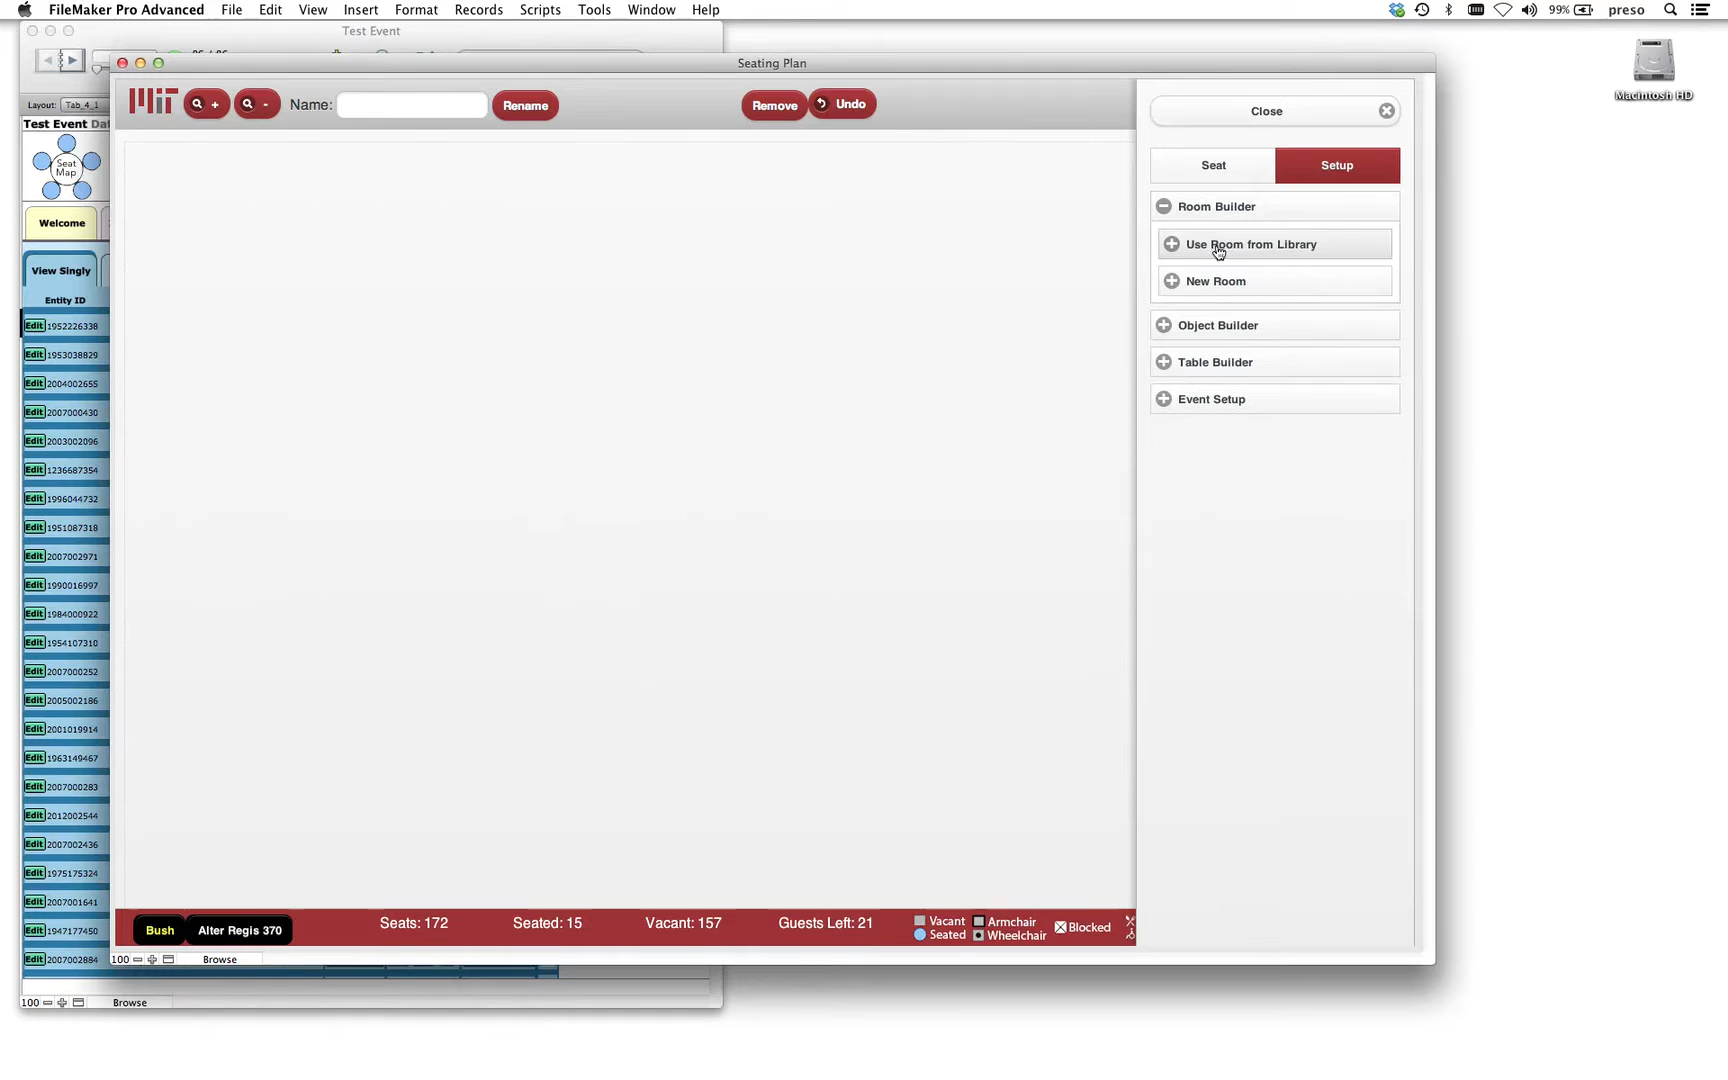 FileMaker Pro Advanced File Edit View Insert Format Records Scripts Tools Window Help
99% preso
Test Event
Layout: Tab_4_1
Test Event Dat
Seat
Map
Welcome
View Singly
Entity ID
Edit 1952226338
Edit 1953038829
Edit 2004002655
Edit 2007000430
Edit 2003002096
Edit 1236687354
Edit 1996044732
Edit 1951087318
Edit 2007002971
Edit 1990016997
Edit 1984000922
Edit 1954107310
Edit 2007000252
Edit 2005002186
Edit 2001019914
Edit 1963149467
Edit 2007000283
Edit 2012002544
Edit 2007002436
Edit 1975175324
Edit 2007001641
Edit 1947177450
Edit 2007002884
100 Browse
Seating Plan
MIT + - Name: Rename Remove Undo
Close
Seat Setup
Room Builder
Use Room from Library
New Room
Object Builder
Table Builder
Event Setup
Bush Alter Regis 370 Seats: 172 Seated: 15 Vacant: 157 Guests Left: 21
Vacant Armchair Blocked
Seated Wheelchair
100 Browse
Macintosh HD